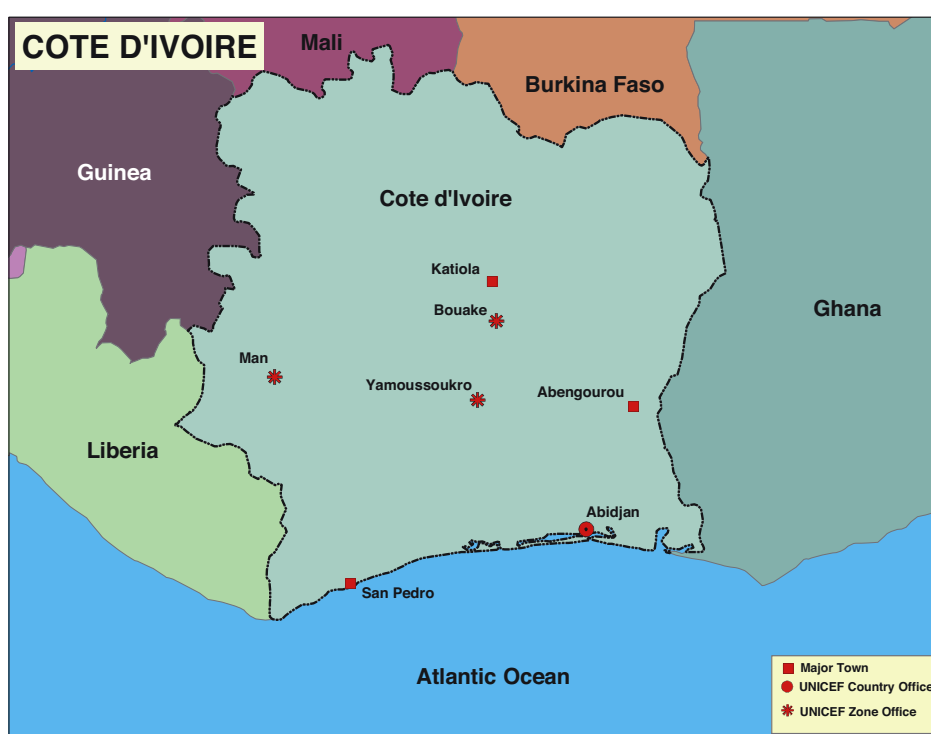 COTE D'IVOIRE
Mali
Burkina Faso
Guinea
Cote d'Ivoire
Katiola
Bouake
Ghana
Man
Yamoussoukro
Abengourou
Liberia
Abidjan
San Pedro
Atlantic Ocean
Major Town
UNICEF Country Office
UNICEF Zone Office